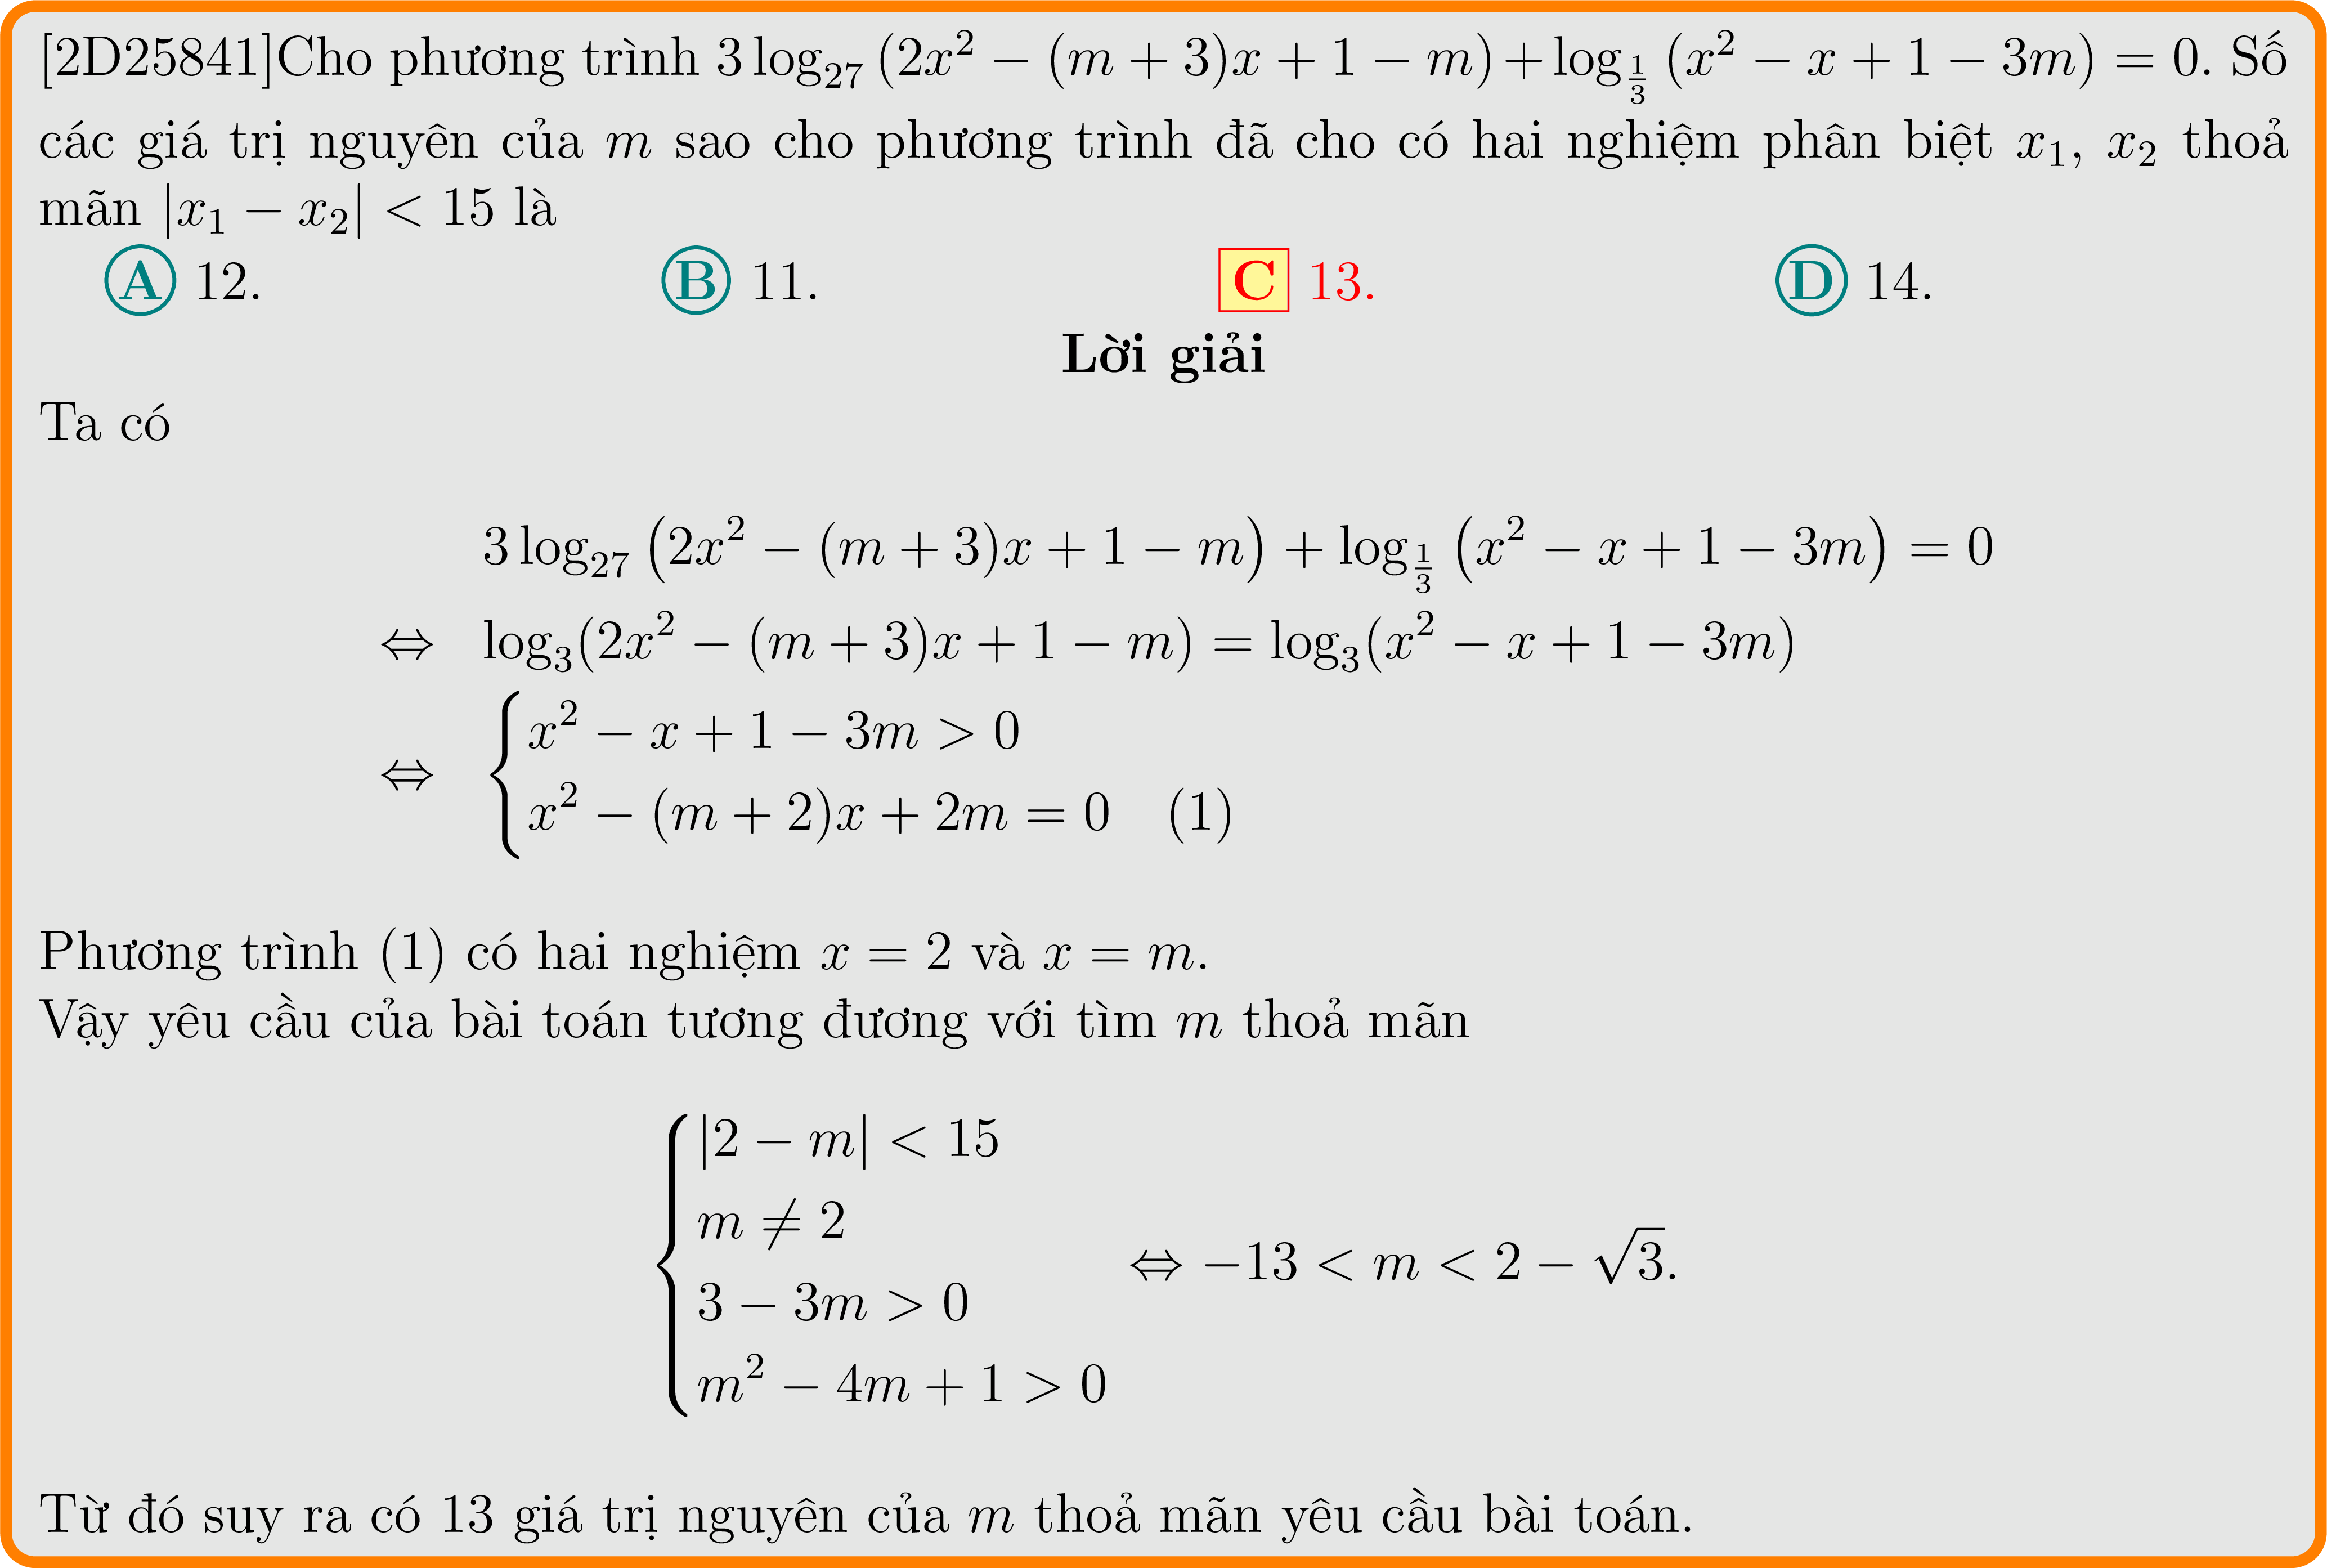 [2D25841]Cho phương trình $3\log_{27}\left(2x^2-(m+3)x+1-m\right)+\log_{\frac{1}{3}}\left(x^2-x+1-3m\right)=0$. Số
các giá trị nguyên của $m$ sao cho phương trình đã cho có hai nghiệm phân biệt $x_1$, $x_2$ thoả
mãn $|x_1-x_2|<15$ là
A 12. B 11. C 13. D 14.
Lời giải
Ta có
$3\log_{27}\left(2x^2-(m+3)x+1-m\right)+\log_{\frac{1}{3}}\left(x^2-x+1-3m\right)=0$
$\Leftrightarrow \log_3(2x^2-(m+3)x+1-m)=\log_3(x^2-x+1-3m)$
$\Leftrightarrow \begin{cases} x^2-x+1-3m>0 \\ x^2-(m+2)x+2m=0 \quad (1) \end{cases}$
Phương trình (1) có hai nghiệm $x=2$ và $x=m$.
Vậy yêu cầu của bài toán tương đương với tìm $m$ thoả mãn
$\begin{cases} |2-m|<15 \\ m\neq 2 \\ 3-3m>0 \\ m^2-4m+1>0 \end{cases} \Leftrightarrow -13<m<2-\sqrt{3}.$
Từ đó suy ra có 13 giá trị nguyên của $m$ thoả mãn yêu cầu bài toán.